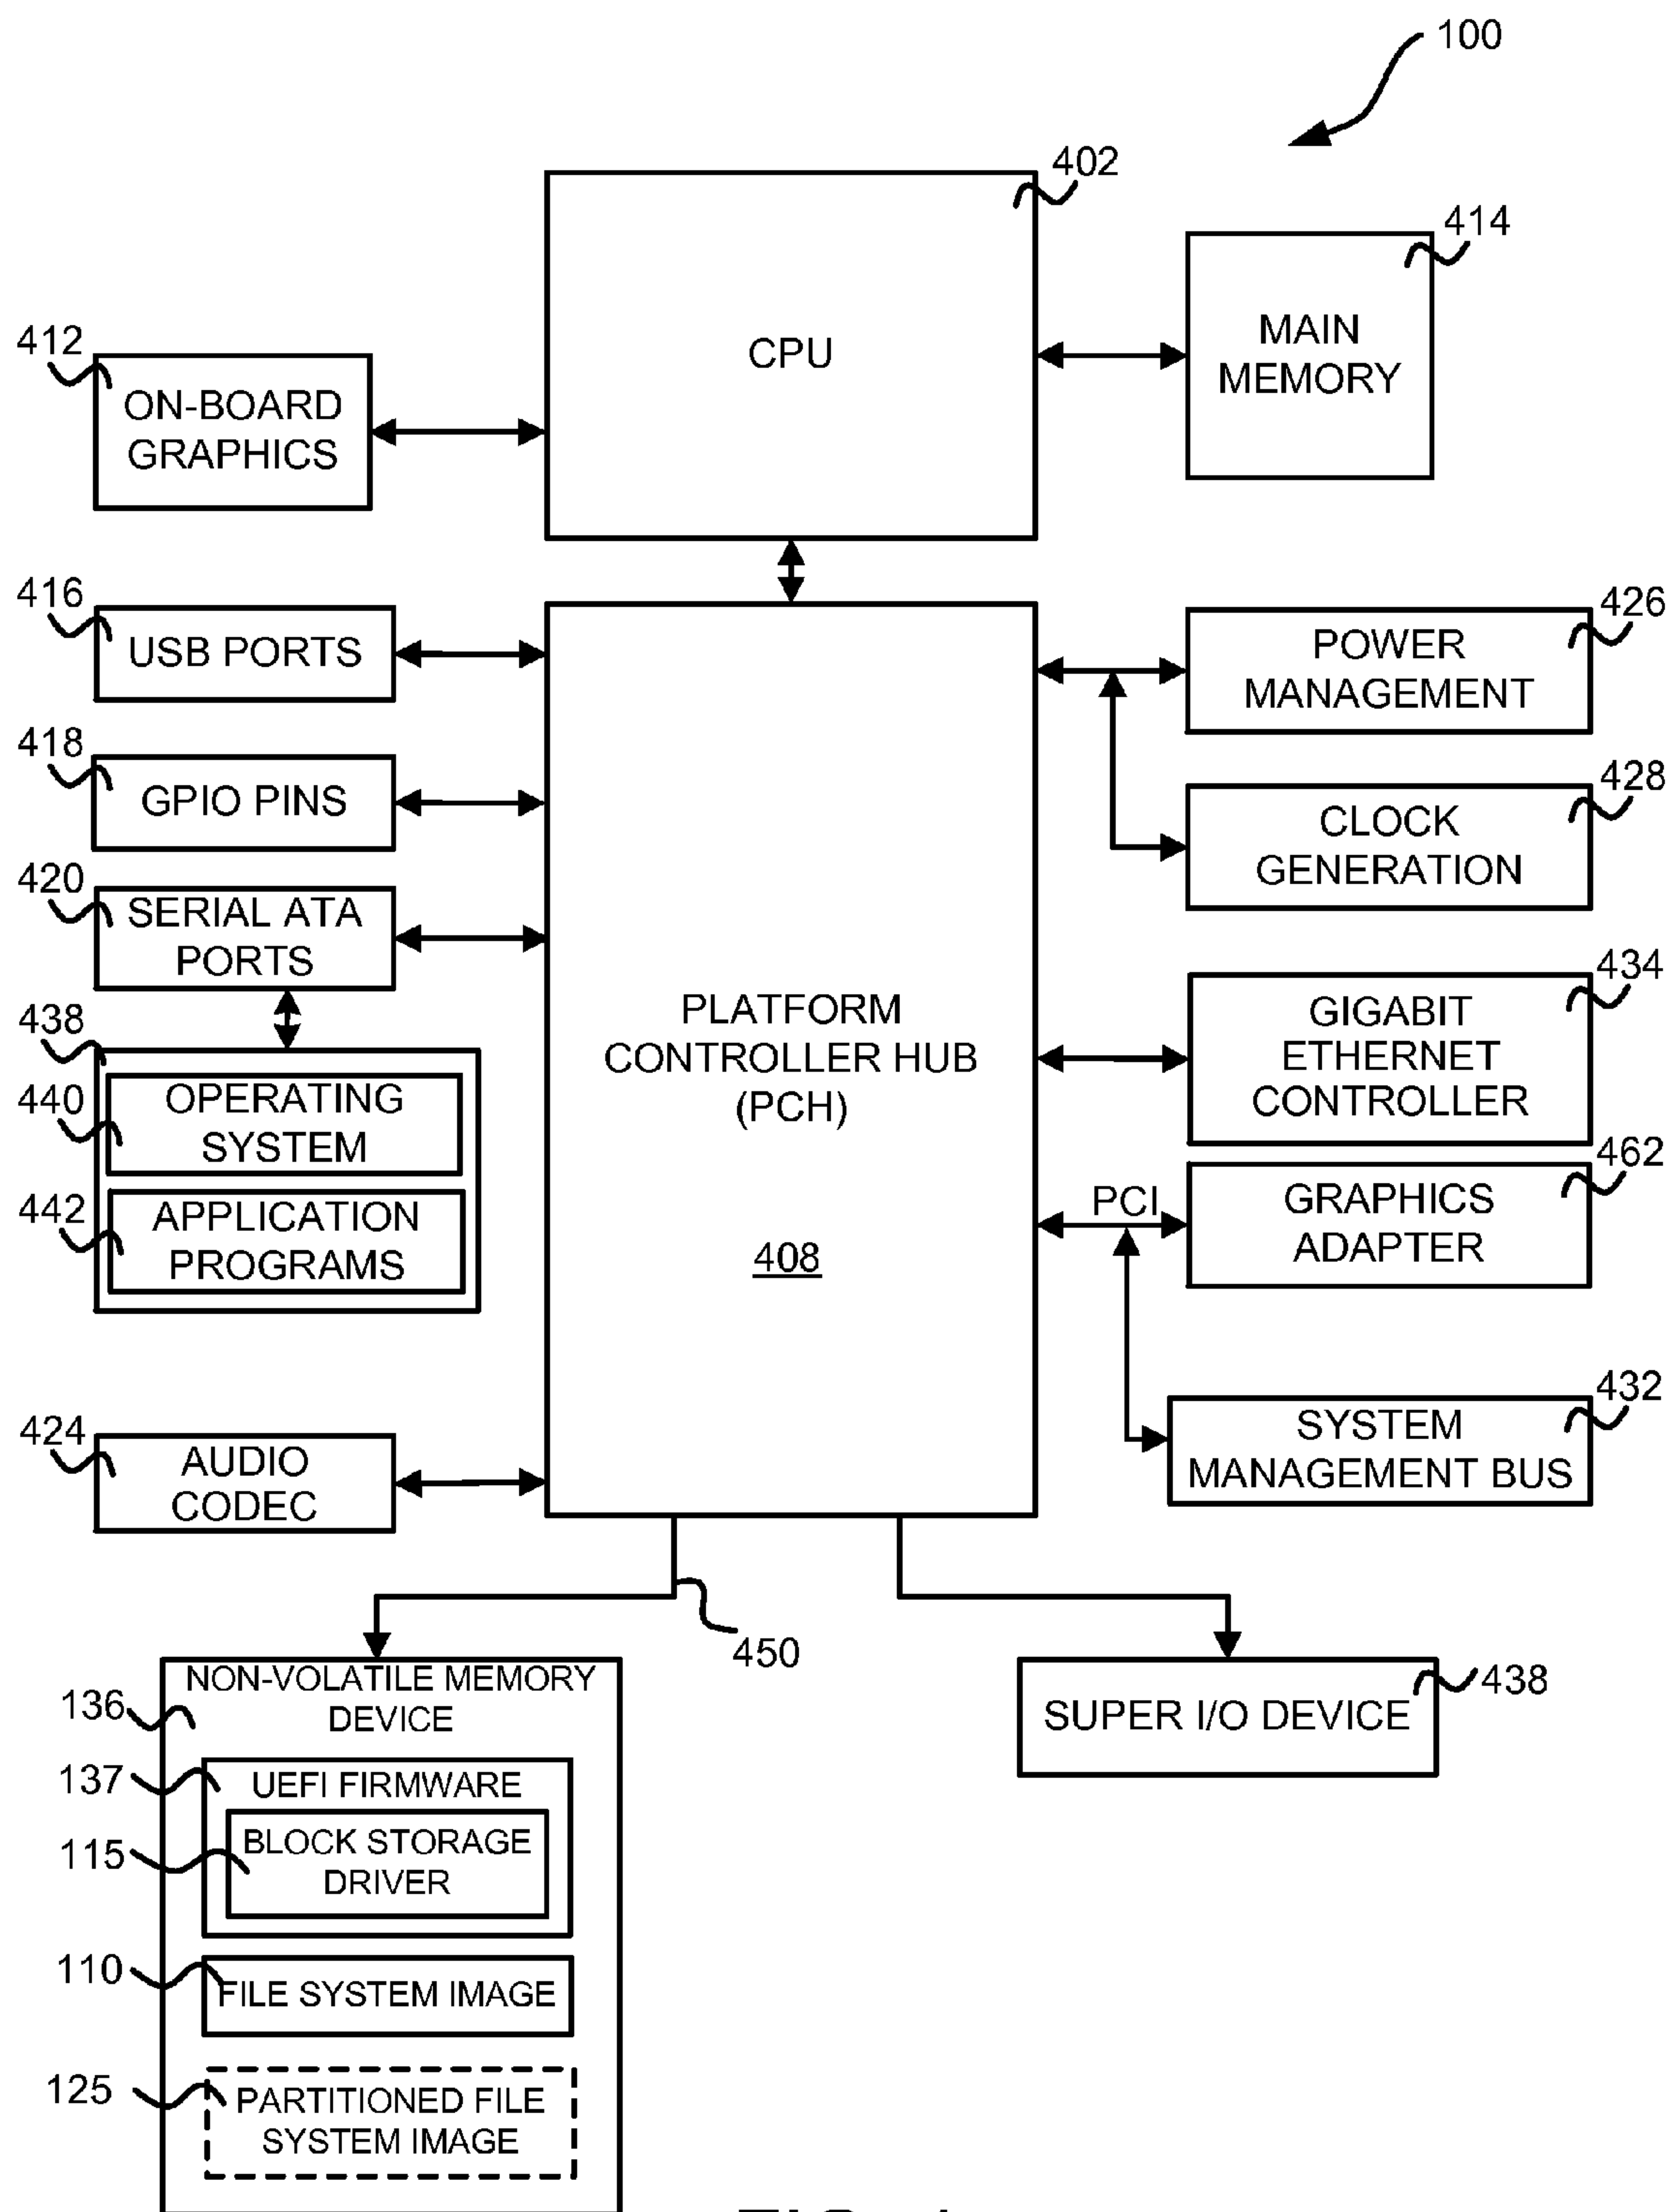 100
402
414
CPU
MAIN
MEMORY
412
ON-BOARD
GRAPHICS
416
USB PORTS
426
POWER
MANAGEMENT
418
GPIO PINS
428
CLOCK
GENERATION
420
SERIAL ATA
PORTS
PLATFORM
CONTROLLER HUB
(PCH)
408
434
GIGABIT
ETHERNET
CONTROLLER
438
440
OPERATING
SYSTEM
442
APPLICATION
PROGRAMS
462
PCI
GRAPHICS
ADAPTER
432
SYSTEM
MANAGEMENT BUS
424
AUDIO
CODEC
450
136
NON-VOLATILE MEMORY
DEVICE
438
SUPER I/O DEVICE
137
UEFI FIRMWARE
115
BLOCK STORAGE
DRIVER
110
FILE SYSTEM IMAGE
125
PARTITIONED FILE
SYSTEM IMAGE